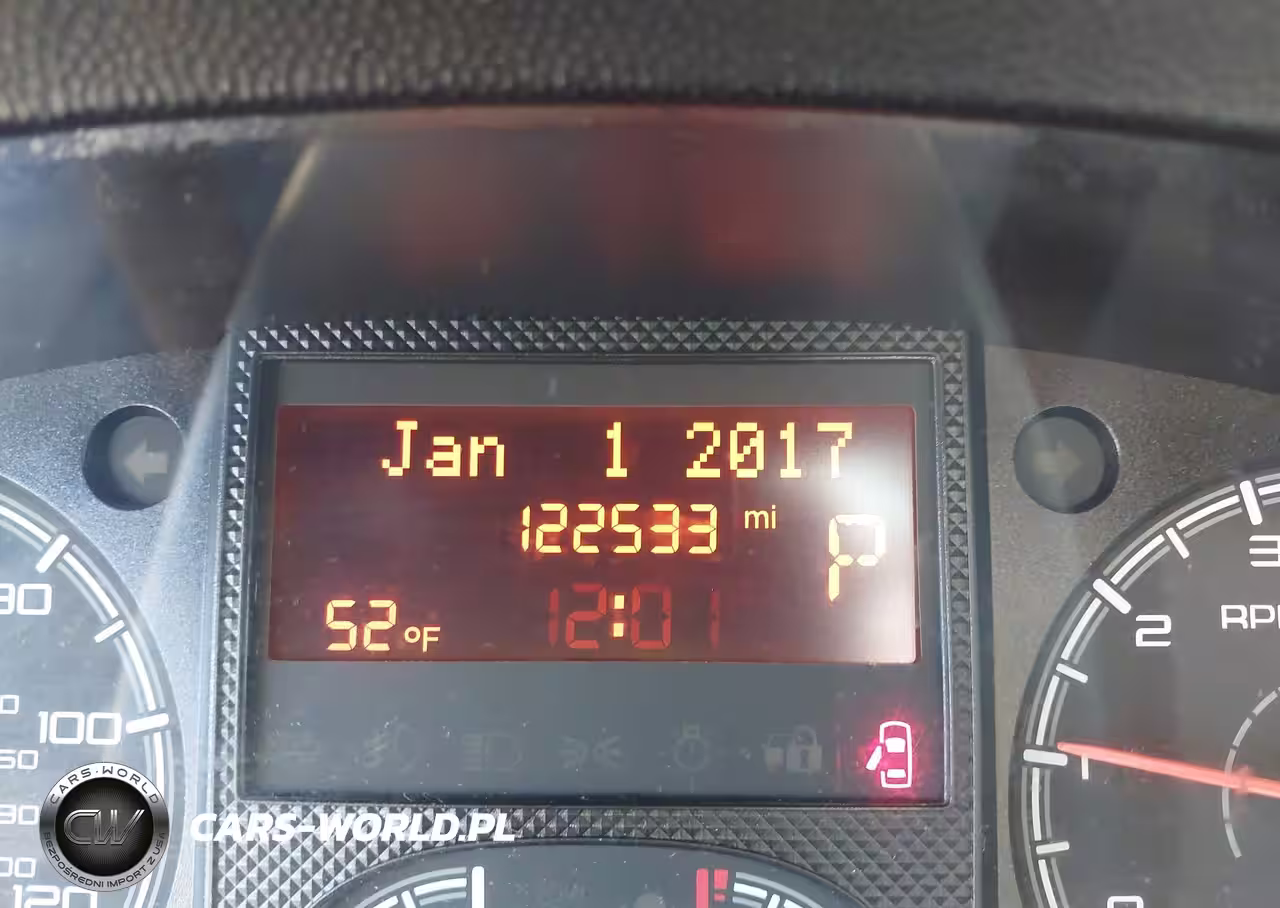 Jan 1 2017
122533 mi
P
52 °F
12:01
80
100
120
3
2
1
CARS-WORLD
CW
BEZPOŚREDNI IMPORT Z USA
CARS-WORLD.PL